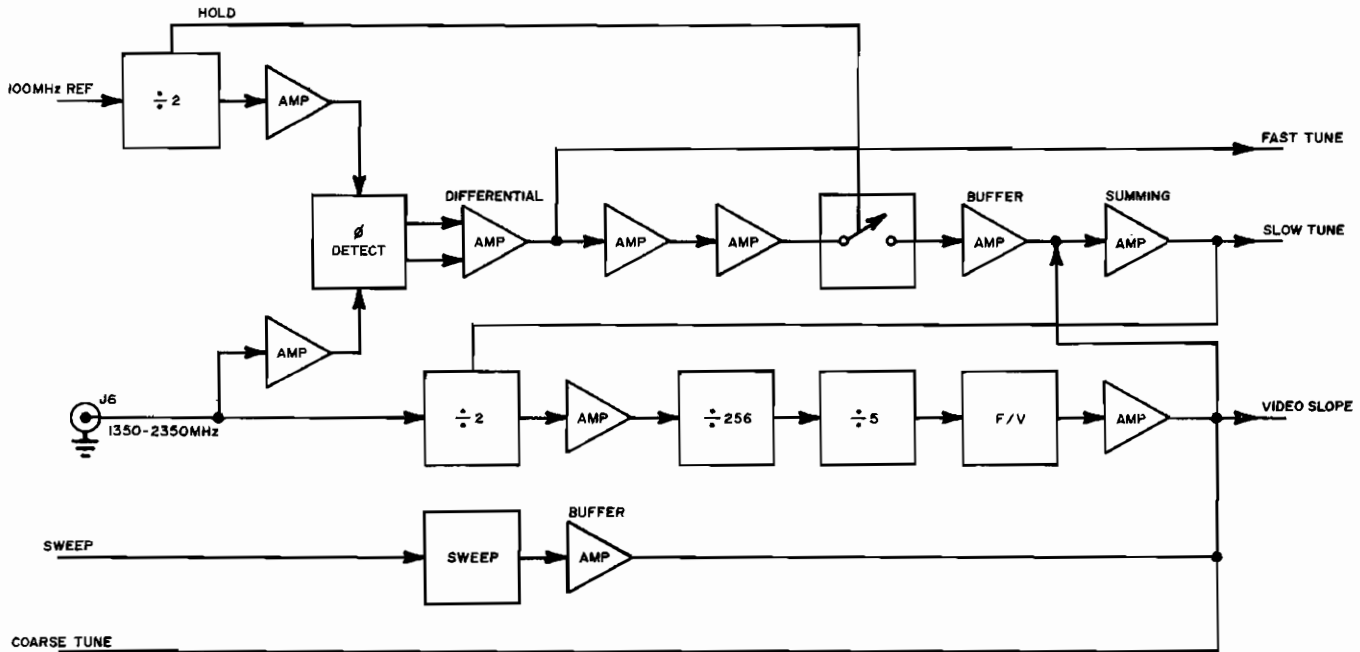 HOLD
100MHz REF
÷2
AMP
FAST TUNE
DIFFERENTIAL
BUFFER
SUMMING
ø
DETECT
AMP
AMP
AMP
AMP
AMP
SLOW TUNE
AMP
J6
1350-2350MHz
÷2
AMP
÷256
÷5
F/V
AMP
VIDEO SLOPE
BUFFER
SWEEP
SWEEP
AMP
COARSE TUNE